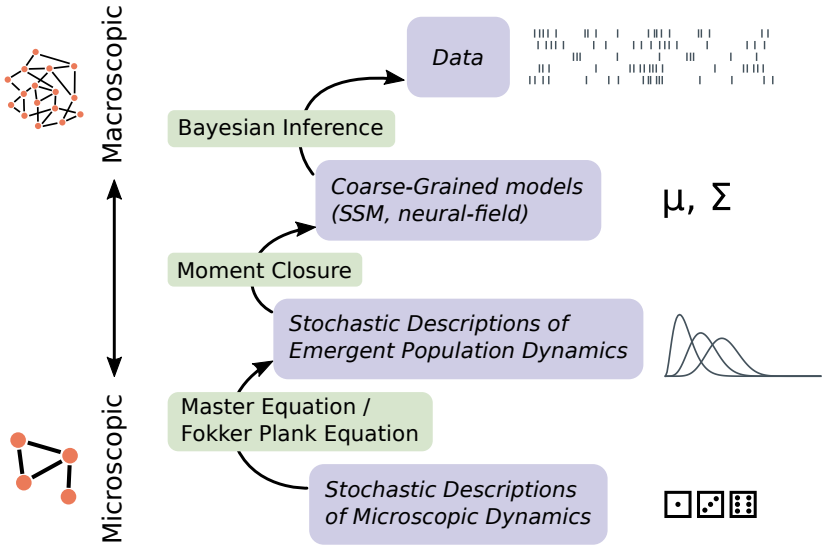 Macroscopic
Data
Bayesian Inference
Coarse-Grained models
(SSM, neural-field)
μ, Σ
Moment Closure
Stochastic Descriptions of
Emergent Population Dynamics
Microscopic
Master Equation /
Fokker Plank Equation
Stochastic Descriptions
of Microscopic Dynamics